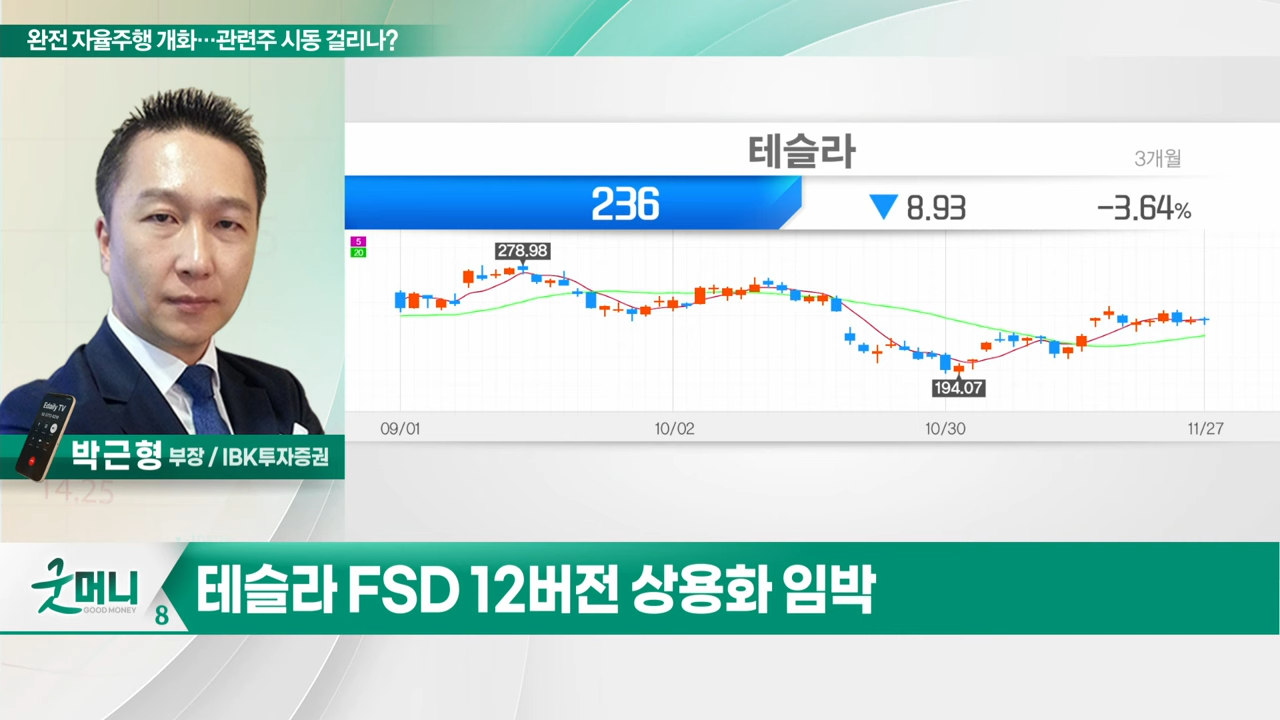 완전 자율주행 개화…관련주 시동 걸리나?
테슬라
3개월
236
▼ 8.93
-3.64%
5
20
278.98
194.07
09/01
10/02
10/30
11/27
Edaily TV
박근형 부장 / IBK투자증권
14.25
굿머니
GOOD MONEY
8
테슬라 FSD 12버전 상용화 임박